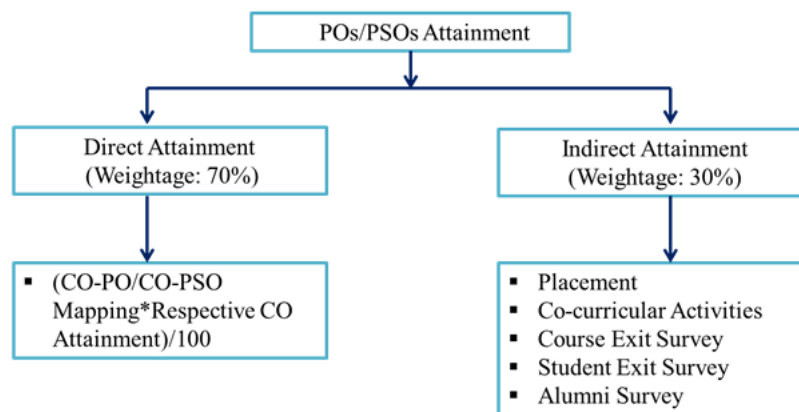 POs/PSOs Attainment
Direct Attainment
(Weightage: 70%)
Indirect Attainment
(Weightage: 30%)
▪ (CO-PO/CO-PSO
Mapping*Respective CO
Attainment)/100
▪ Placement
▪ Co-curricular Activities
▪ Course Exit Survey
▪ Student Exit Survey
▪ Alumni Survey